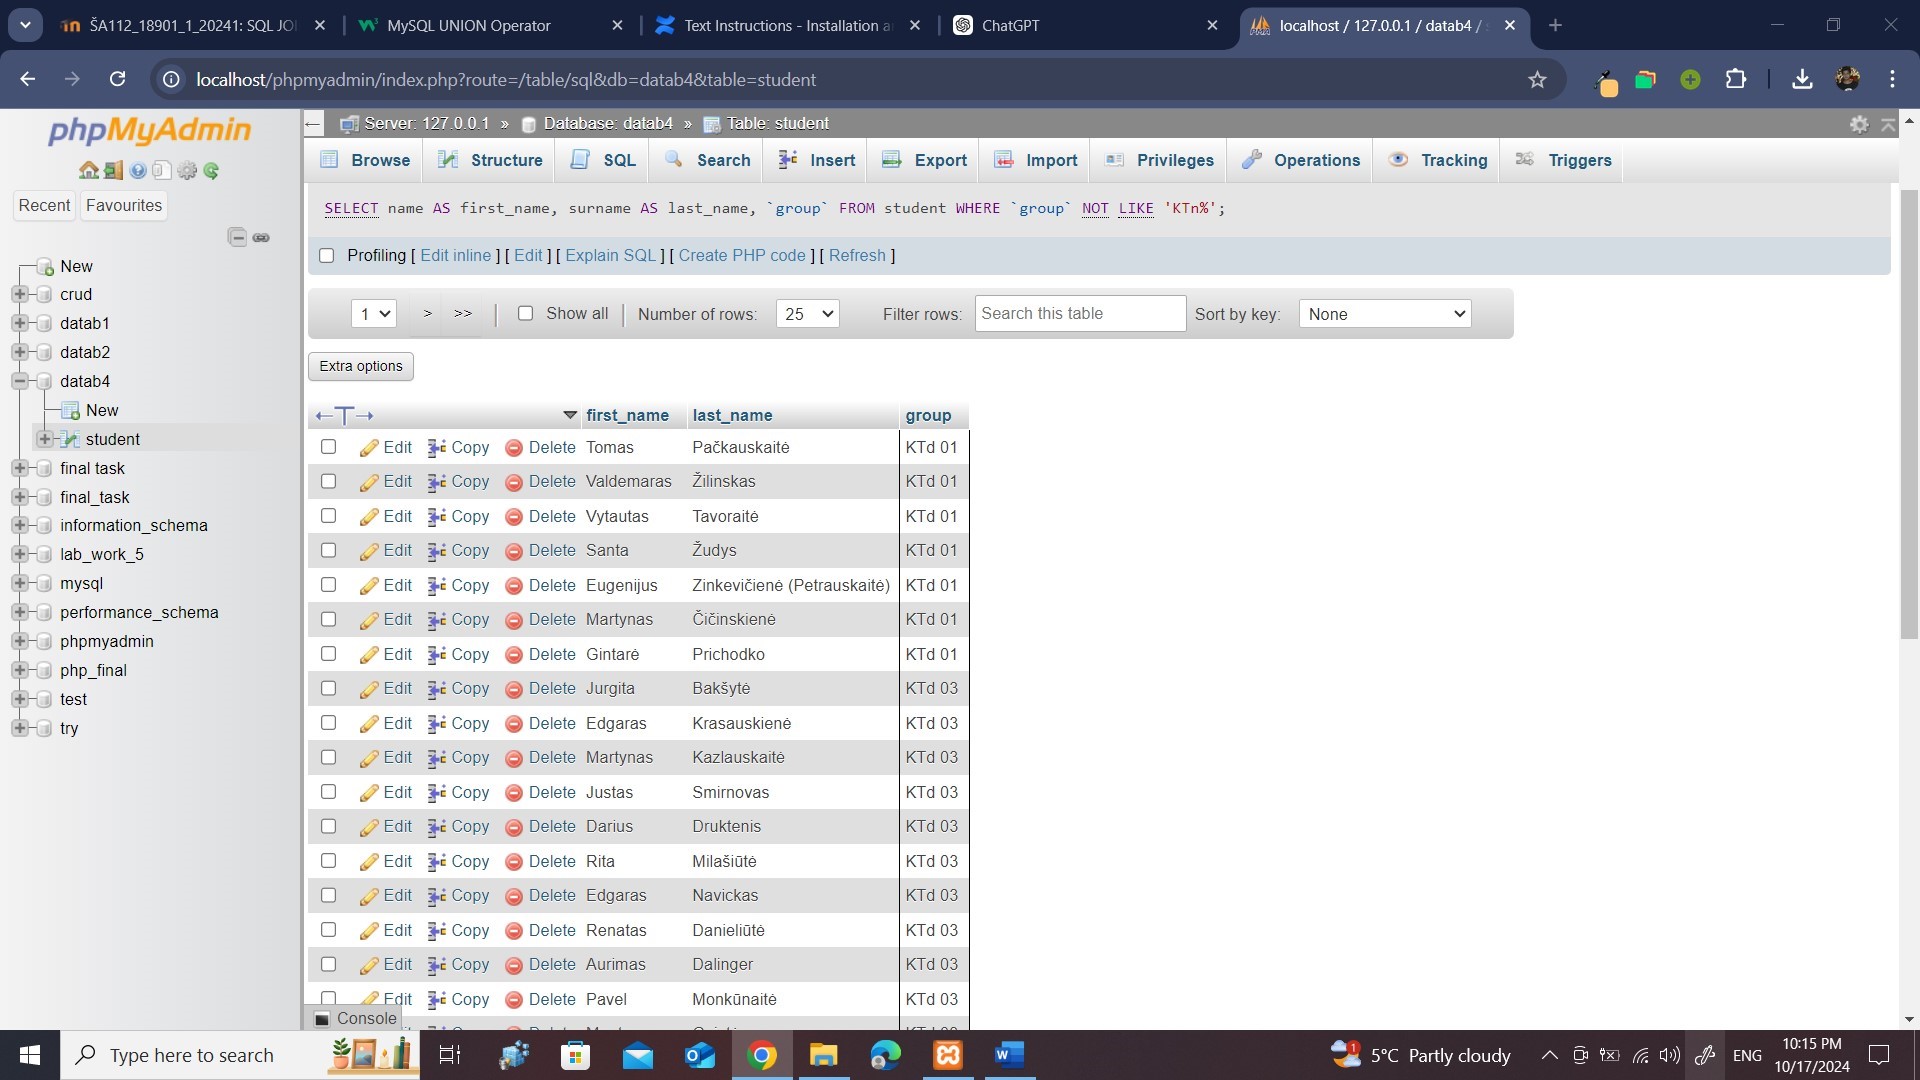 ŠA112_18901_1_20241: SQL JOI
MySQL UNION Operator
Text Instructions - Installation a
ChatGPT
localhost / 127.0.0.1 / datab4 /
localhost/phpmyadmin/index.php?route=/table/sql&db=datab4&table=student
phpMyAdmin
Recent Favourites
New
crud
datab1
datab2
datab4
New
student
final task
final_task
information_schema
lab_work_5
mysql
performance_schema
phpmyadmin
php_final
test
try
Server: 127.0.0.1 » Database: datab4 » Table: student
Browse Structure SQL Search Insert Export Import Privileges Operations Tracking Triggers
SELECT name AS first_name, surname AS last_name, `group` FROM student WHERE `group` NOT LIKE 'KTn%';
Profiling [ Edit inline ] [ Edit ] [ Explain SQL ] [ Create PHP code ] [ Refresh ]
1 > >> Show all Number of rows: 25 Filter rows: Search this table Sort by key: None
Extra options
←T→ first_name last_name group
Edit Copy Delete Tomas Pačkauskaitė KTd 01
Edit Copy Delete Valdemaras Žilinskas KTd 01
Edit Copy Delete Vytautas Tavoraitė KTd 01
Edit Copy Delete Santa Žudys KTd 01
Edit Copy Delete Eugenijus Zinkevičienė (Petrauskaitė) KTd 01
Edit Copy Delete Martynas Čičinskienė KTd 01
Edit Copy Delete Gintarė Prichodko KTd 01
Edit Copy Delete Jurgita Bakšytė KTd 03
Edit Copy Delete Edgaras Krasauskienė KTd 03
Edit Copy Delete Martynas Kazlauskaitė KTd 03
Edit Copy Delete Justas Smirnovas KTd 03
Edit Copy Delete Darius Druktenis KTd 03
Edit Copy Delete Rita Milašiūtė KTd 03
Edit Copy Delete Edgaras Navickas KTd 03
Edit Copy Delete Renatas Danieliūtė KTd 03
Edit Copy Delete Aurimas Dalinger KTd 03
Edit Copy Delete Pavel Monkūnaitė KTd 03
Console
Type here to search
5°C Partly cloudy
ENG
10:15 PM
10/17/2024